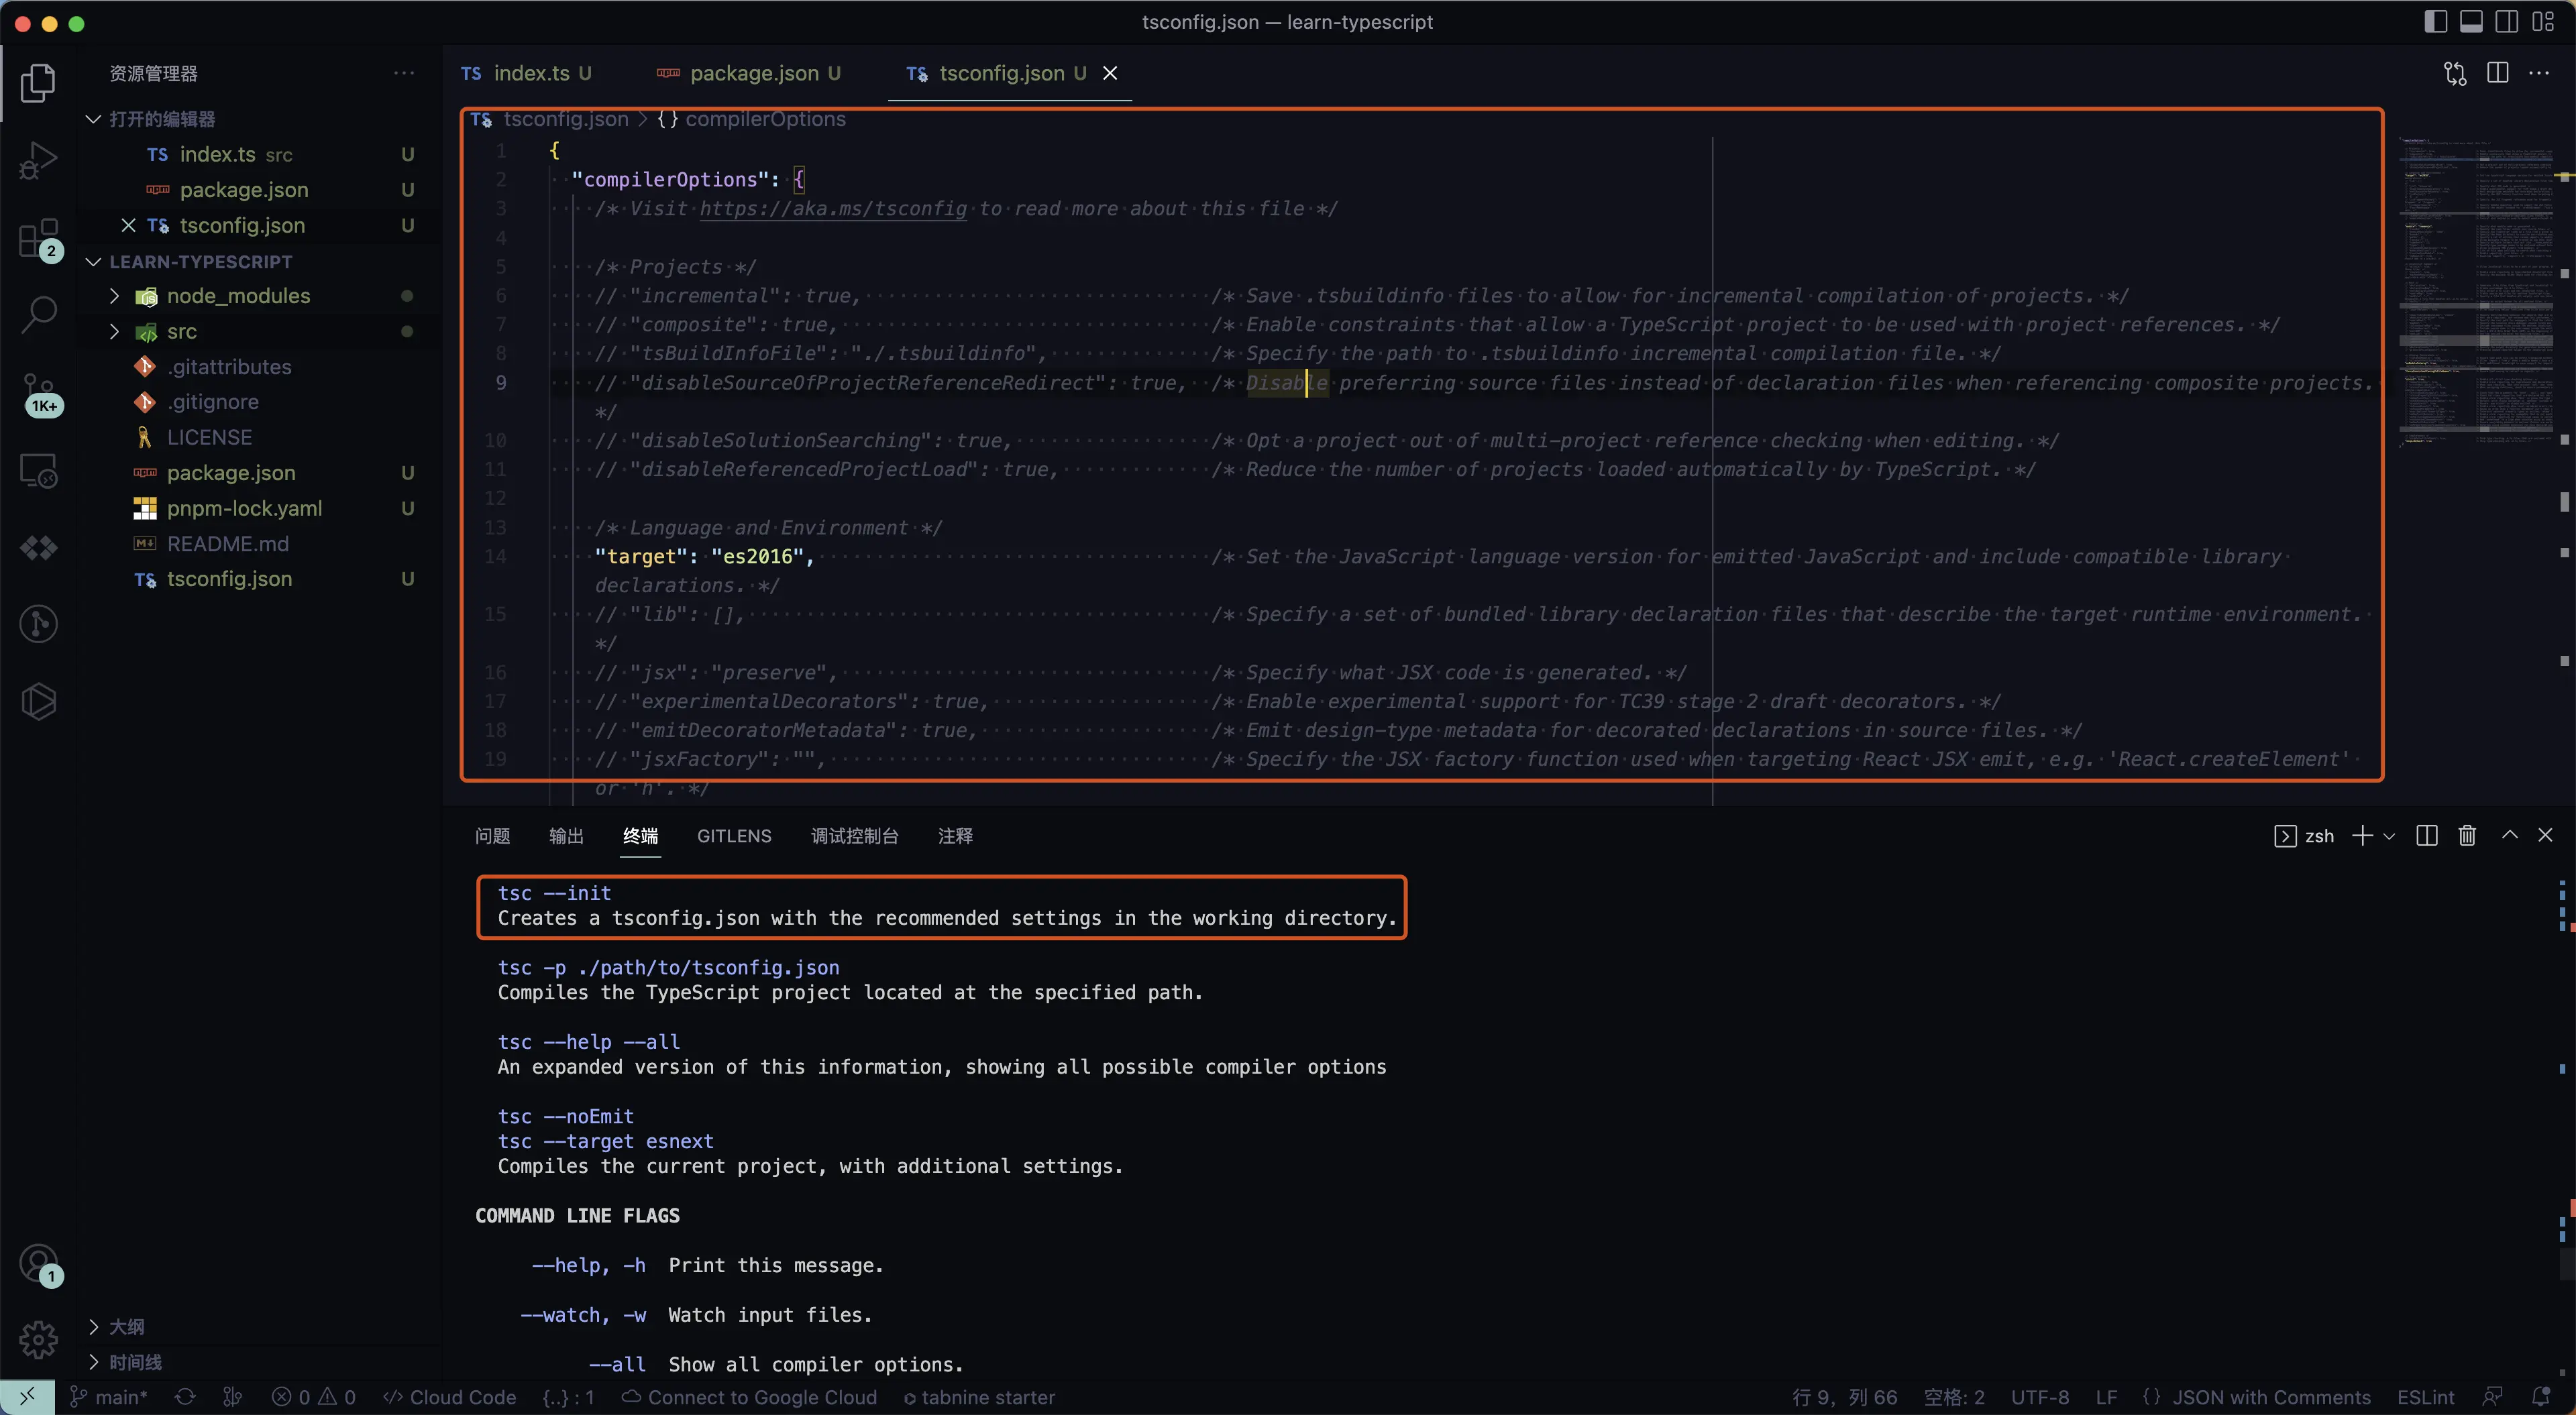 tsconfig.json — learn-typescript
资源管理器
打开的编辑器
TS index.ts src U
package.json U
TS tsconfig.json U
LEARN-TYPESCRIPT
node_modules
src
.gitattributes
.gitignore
LICENSE
package.json U
pnpm-lock.yaml U
README.md
TS tsconfig.json U
大纲
时间线
2
1K+
1
TS index.ts U
package.json U
TS tsconfig.json U
TS tsconfig.json > {} compilerOptions
1 {
2 "compilerOptions": {
3 /* Visit https://aka.ms/tsconfig to read more about this file */
4
5 /* Projects */
6 // "incremental": true, /* Save .tsbuildinfo files to allow for incremental compilation of projects. */
7 // "composite": true, /* Enable constraints that allow a TypeScript project to be used with project references. */
8 // "tsBuildInfoFile": "./.tsbuildinfo", /* Specify the path to .tsbuildinfo incremental compilation file. */
9 // "disableSourceOfProjectReferenceRedirect": true, /* Disable preferring source files instead of declaration files when referencing composite projects.
*/
10 // "disableSolutionSearching": true, /* Opt a project out of multi-project reference checking when editing. */
11 // "disableReferencedProjectLoad": true, /* Reduce the number of projects loaded automatically by TypeScript. */
12
13 /* Language and Environment */
14 "target": "es2016", /* Set the JavaScript language version for emitted JavaScript and include compatible library
declarations. */
15 // "lib": [], /* Specify a set of bundled library declaration files that describe the target runtime environment.
*/
16 // "jsx": "preserve", /* Specify what JSX code is generated. */
17 // "experimentalDecorators": true, /* Enable experimental support for TC39 stage 2 draft decorators. */
18 // "emitDecoratorMetadata": true, /* Emit design-type metadata for decorated declarations in source files. */
19 // "jsxFactory": "", /* Specify the JSX factory function used when targeting React JSX emit, e.g. 'React.createElement'
or 'h'. */
问题 输出 终端 GITLENS 调试控制台 注释
zsh
tsc --init
Creates a tsconfig.json with the recommended settings in the working directory.
tsc -p ./path/to/tsconfig.json
Compiles the TypeScript project located at the specified path.
tsc --help --all
An expanded version of this information, showing all possible compiler options
tsc --noEmit
tsc --target esnext
Compiles the current project, with additional settings.
COMMAND LINE FLAGS
--help, -h Print this message.
--watch, -w Watch input files.
--all Show all compiler options.
main* 0 0 </> Cloud Code {..} : 1 Connect to Google Cloud tabnine starter
行 9，列 66 空格: 2 UTF-8 LF {} JSON with Comments ESLint